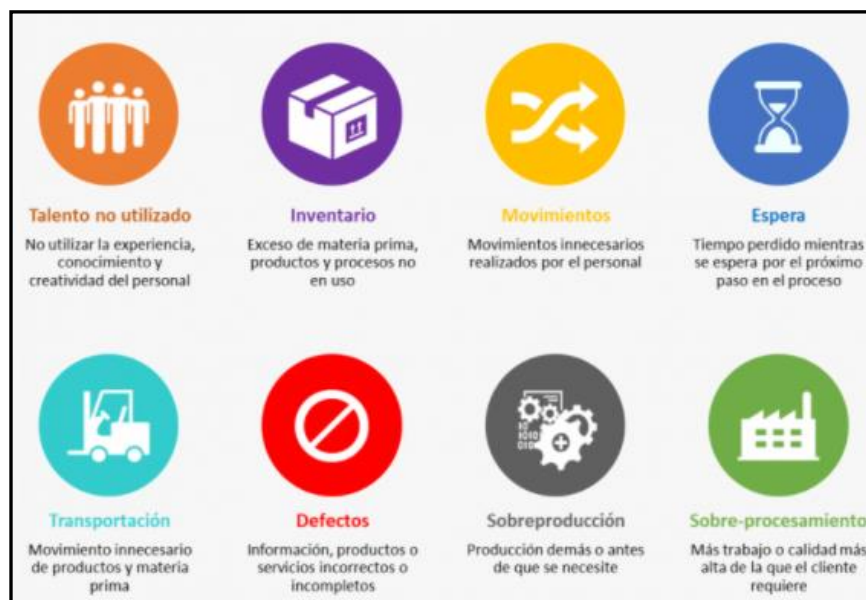 Talento no utilizado
No utilizar la experiencia,
conocimiento y
creatividad del personal
Inventario
Exceso de materia prima,
productos y procesos no
en uso
Movimientos
Movimientos innecesarios
realizados por el personal
Espera
Tiempo perdido mientras
se espera por el próximo
paso en el proceso
Transportación
Movimiento innecesario
de productos y materia
prima
Defectos
Información, productos o
servicios incorrectos o
incompletos
10
1010
010
Sobreproducción
Producción demás o antes
de que se necesite
Sobre-procesamiento
Más trabajo o calidad más
alta de la que el cliente
requiere